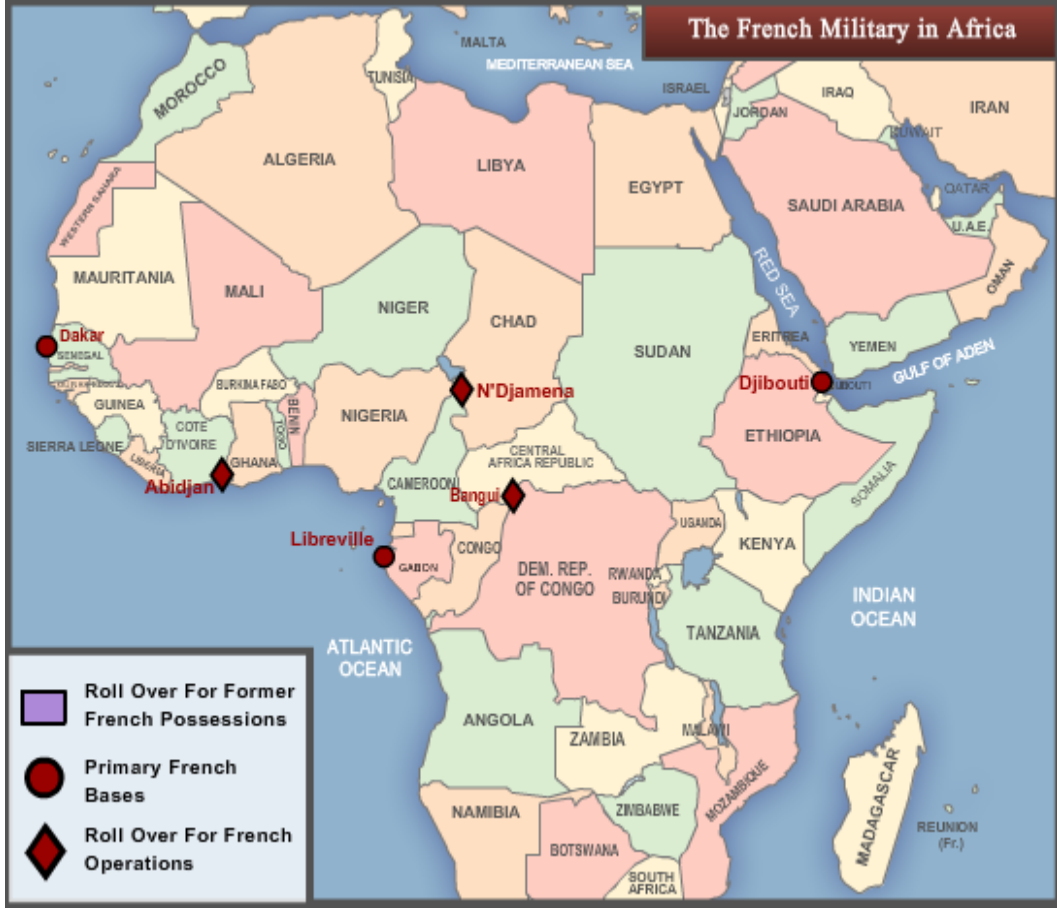 The French Military in Africa
MALTA
MEDITERRANEAN SEA
TUNISIA
MOROCCO
ISRAEL
JORDAN
IRAQ
IRAN
KUWAIT
ALGERIA
LIBYA
EGYPT
QATAR
SAUDI ARABIA
U.A.E.
WESTERN SAHARA
OMAN
RED SEA
MAURITANIA
MALI
NIGER
CHAD
SUDAN
ERITREA
YEMEN
GULF OF ADEN
Dakar
SENEGAL
Djibouti
BURKINA FASO
N'Djamena
GUINEA
NIGERIA
BENIN
TOGO
COTE
D'IVOIRE
ETHIOPIA
SIERRA LEONE
LIBERIA
GHANA
CENTRAL
AFRICA REPUBLIC
SOMALIA
Abidjan
CAMEROON
Bangui
UGANDA
KENYA
Libreville
CONGO
GABON
DEM. REP.
OF CONGO
RWANDA
BURUNDI
INDIAN
OCEAN
TANZANIA
ATLANTIC
OCEAN
ANGOLA
ZAMBIA
MALAWI
MOZAMBIQUE
MADAGASCAR
NAMIBIA
ZIMBABWE
BOTSWANA
REUNION
(Fr.)
SOUTH
AFRICA
Roll Over For Former
French Possessions
Primary French
Bases
Roll Over For French
Operations